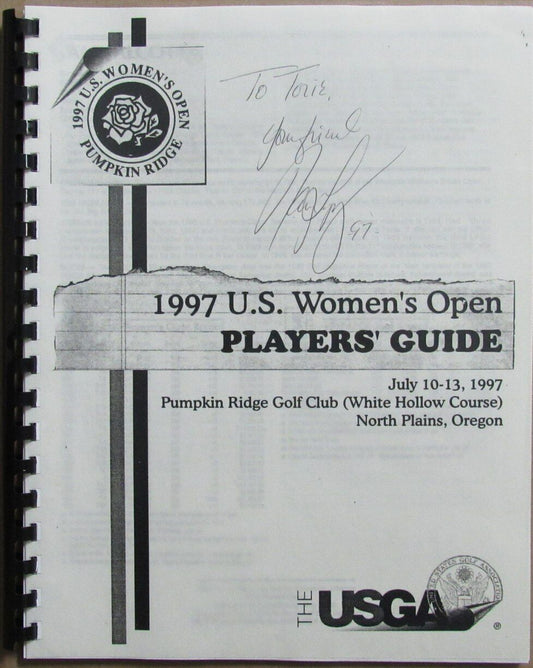 1997 U.S. WOMEN'S OPEN
PUMPKIN RIDGE
To Torie,
your friend
97
1997 U.S. Women's Open
PLAYERS' GUIDE
July 10-13, 1997
Pumpkin Ridge Golf Club (White Hollow Course)
North Plains, Oregon
THE USGA
®